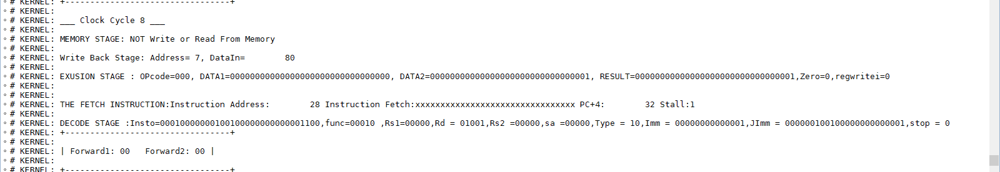 # KERNEL: +---------------------------------+
# KERNEL:
# KERNEL: ___ Clock Cycle 8 ___
# KERNEL:
# KERNEL: MEMORY STAGE: NOT Write or Read From Memory
# KERNEL:
# KERNEL: Write Back Stage: Address= 7, DataIn=        80
# KERNEL:
# KERNEL: EXUSION STAGE : OPcode=000, DATA1=00000000000000000000000000000000, DATA2=00000000000000000000000000000001, RESULT=00000000000000000000000000000001,Zero=0,regwritei=0
# KERNEL:
# KERNEL:
# KERNEL: THE FETCH INSTRUCTION:Instruction Address:        28 Instruction Fetch:xxxxxxxxxxxxxxxxxxxxxxxxxxxxxxxx PC+4:        32 Stall:1
# KERNEL:
# KERNEL: DECODE STAGE :Insto=00010000000100100000000000001100,func=00010 ,Rs1=00000,Rd = 01001,Rs2 =00000,sa =00000,Type = 10,Imm = 00000000000001,JImm = 000000100100000000000001,stop = 0
# KERNEL: +---------------------------------+
# KERNEL:
# KERNEL: | Forward1: 00   Forward2: 00 |
# KERNEL:
# KERNEL: +---------------------------------+